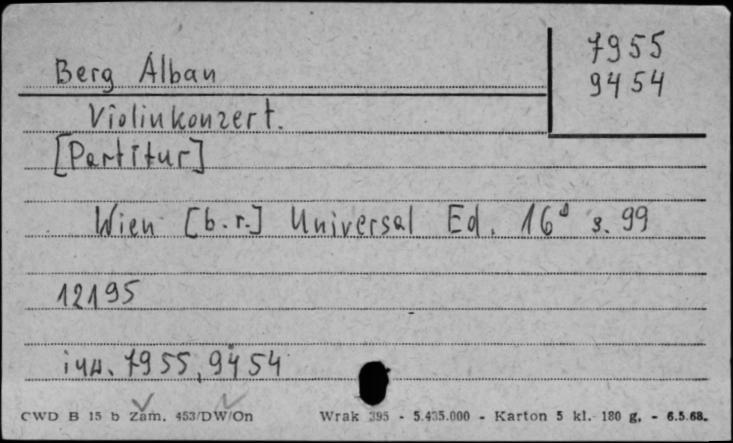 7955
9454
Berg Alban
Violinkonzert.
[Partitur]
Wien [b.r.] Universal Ed. 16° s. 99
12195
inw. 7955, 9454
CWD B 15 b Zam. 453/DW/On Wrak 395 - 5.435.000 - Karton 5 kl. 180 g. - 6.5.68.